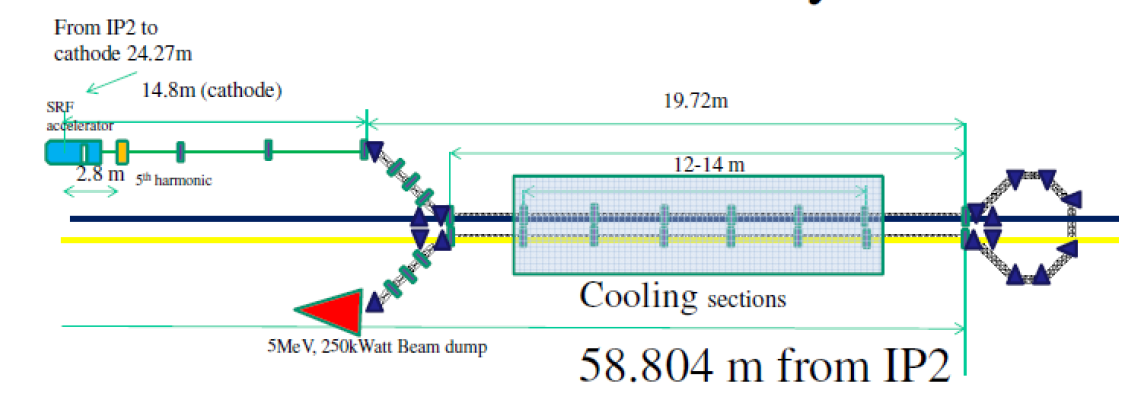 From IP2 to
cathode 24.27m
14.8m (cathode)
SRF
accelerator
19.72m
12-14 m
2.8 m
5th harmonic
Cooling sections
5MeV, 250kWatt Beam dump
58.804 m from IP2